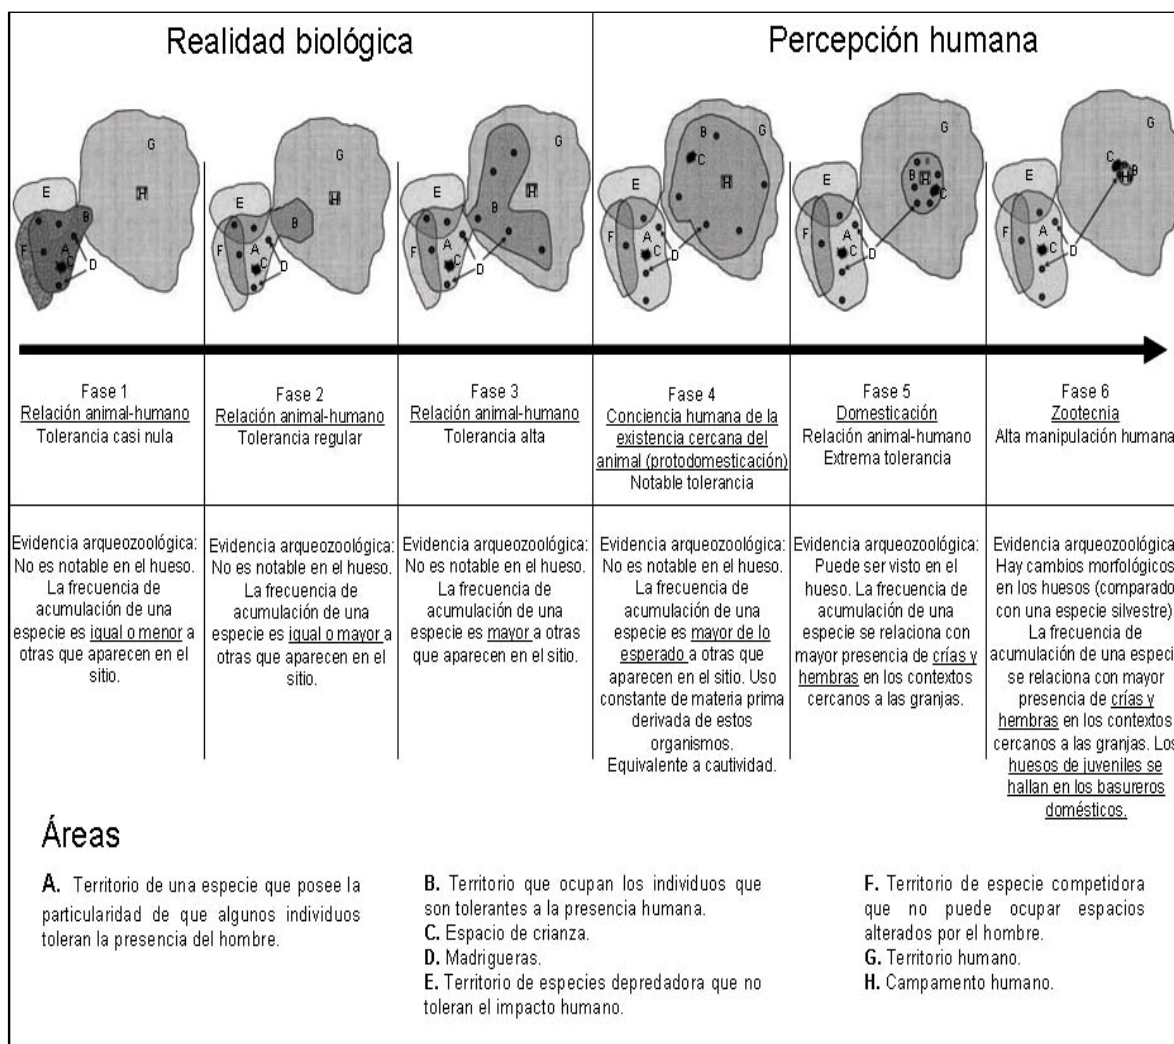 Realidad biológica
Percepción humana
G
E
H
B
F
A
C
D
G
E
H
B
F
A
C
D
G
E
H
B
F
A
C
D
B
G
C
E
H
F
A
C
D
G
E
B
H
C
F
A
C
D
G
C
B
H
E
F
A
C
D
Fase 1
Relación animal-humano
Tolerancia casi nula
Fase 2
Relación animal-humano
Tolerancia regular
Fase 3
Relación animal-humano
Tolerancia alta
Fase 4
Conciencia humana de la
existencia cercana del
animal (protodomesticación)
Notable tolerancia
Fase 5
Domesticación
Relación animal-humano
Extrema tolerancia
Fase 6
Zootecnia
Alta manipulación humana
Evidencia arqueozoológica:
No es notable en el hueso.
La frecuencia de
acumulación de una
especie es igual o menor a
otras que aparecen en el
sitio.
Evidencia arqueozoológica:
No es notable en el hueso.
La frecuencia de
acumulación de una
especie es igual o mayor a
otras que aparecen en el
sitio.
Evidencia arqueozoológica:
No es notable en el hueso.
La frecuencia de
acumulación de una
especie es mayor a otras
que aparecen en el sitio.
Evidencia arqueozoológica:
No es notable en el hueso.
La frecuencia de
acumulación de una
especie es mayor de lo
esperado a otras que
aparecen en el sitio. Uso
constante de materia prima
derivada de estos
organismos.
Equivalente a cautividad.
Evidencia arqueozoológica:
Puede ser visto en el
hueso. La frecuencia de
acumulación de una
especie se relaciona con
mayor presencia de crías y
hembras en los contextos
cercanos a las granjas.
Evidencia arqueozoológica
Hay cambios morfológicos
en los huesos (comparado
con una especie silvestre)
La frecuencia de
acumulación de una especi
se relaciona con mayor
presencia de crías y
hembras en los contextos
cercanos a las granjas. Los
huesos de juveniles se
hallan en los basureros
domésticos.
Áreas
A. Territorio de una especie que posee la
particularidad de que algunos individuos
toleran la presencia del hombre.
B. Territorio que ocupan los individuos que
son tolerantes a la presencia humana.
C. Espacio de crianza.
D. Madrigueras.
E. Territorio de especies depredadora que no
toleran el impacto humano.
F. Territorio de especie competidora
que no puede ocupar espacios
alterados por el hombre.
G. Territorio humano.
H. Campamento humano.